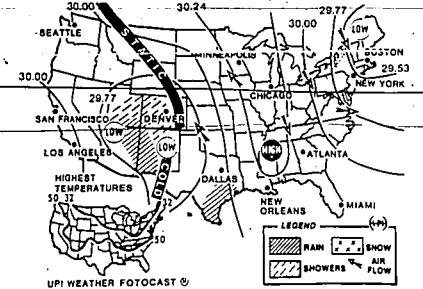 30.00
30.24
30.00
29.77
LOW
SEATTLE
STATIC
MINNEAPOLIS
BOSTON
29.53
NEW YORK
30.00
29.77
CHICAGO
SAN FRANCISCO
DENVER
LOW
LOW
HIGH
ATLANTA
LOS ANGELES
COLD
DALLAS
HIGHEST
TEMPERATURES
50 32
32
50
NEW
ORLEANS
MIAMI
LEGEND
RAIN
SNOW
SHOWERS
AIR
FLOW
UPI WEATHER FOTOCAST ®